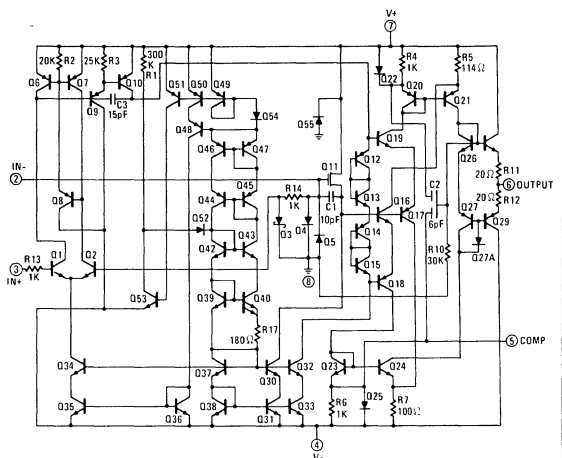 V+
7
20K R2
25K R3
300 K R1
Q51
Q50
Q49
R4 1K
R5 114Ω
Q6
Q7
Q10
Q22
Q20
Q21
Q9
C3 15pF
Q48
Q54
Q55
Q19
Q26
Q46
Q47
Q12
R11 20Ω
IN-
2
Q11
6 OUTPUT
20Ω R12
Q8
Q44
Q45
R14 1K
C1 10pF
Q13
Q16
Q17
C2 6pF
Q27
Q29
Q52
Q3
Q4
Q5
Q14
R10 30K
Q1
Q2
Q42
Q43
8
Q15
Q27A
R13 1K
3
IN+
Q53
Q39
Q40
Q18
R17 180Ω
5 COMP
Q34
Q37
Q30
Q32
Q23
Q24
Q35
Q36
Q38
Q31
Q33
R6 1K
Q25
R7 100Ω
4
V-